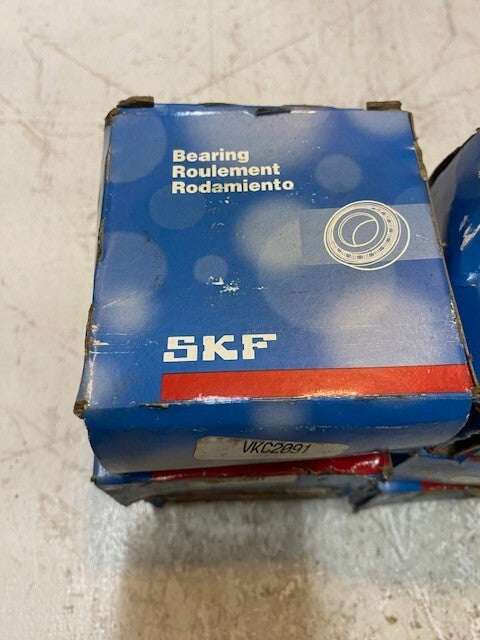 Bearing
Roulement
Rodamiento
SKF
VKC2091